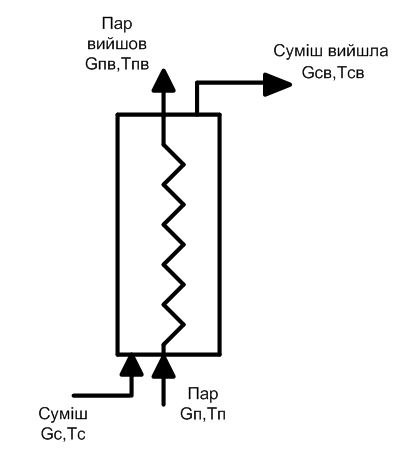 Пар
вийшов
Gпв,Тпв
Суміш вийшла
Gсв,Тсв
Суміш
Gс,Тс
Пар
Gп,Тп